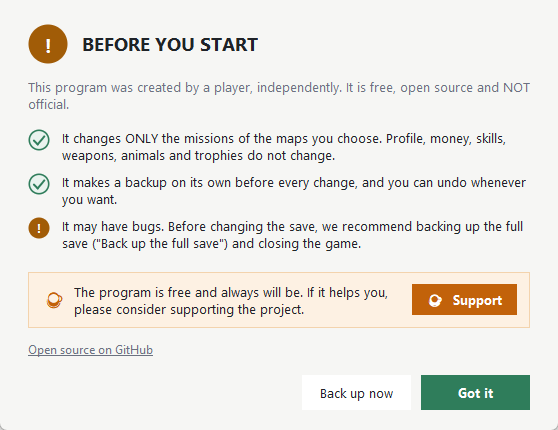 !
BEFORE YOU START
This program was created by a player, independently. It is free, open source and NOT
official.
It changes ONLY the missions of the maps you choose. Profile, money, skills,
weapons, animals and trophies do not change.
It makes a backup on its own before every change, and you can undo whenever
you want.
!
It may have bugs. Before changing the save, we recommend backing up the full
save ("Back up the full save") and closing the game.
The program is free and always will be. If it helps you,
please consider supporting the project.
Support
Open source on GitHub
Back up now
Got it